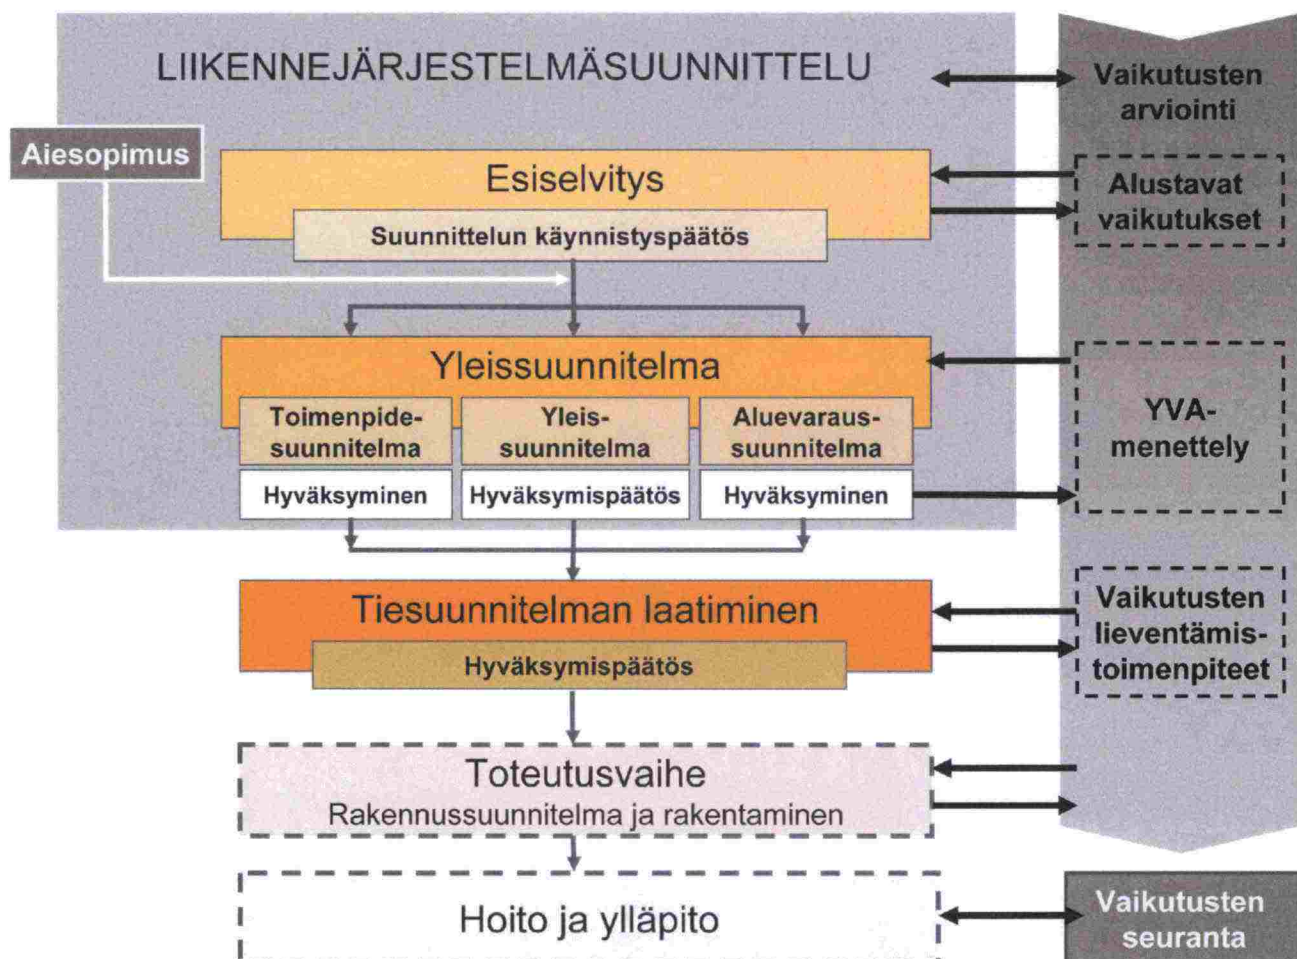 LIIKENNEJÄRJESTELMÄSUUNNITTELU
Vaikutusten
arviointi
Aiesopimus
Esiselvitys
Suunnittelun käynnistyspäätös
Alustavat
vaikutukset
Yleissuunnitelma
Toimenpide-
suunnitelma
Yleis-
suunnitelma
Aluevaraus-
suunnitelma
Hyväksyminen
Hyväksymispäätös
Hyväksyminen
YVA-
menettely
Tiesuunnitelman laatiminen
Hyväksymispäätös
Vaikutusten
lieventämis-
toimenpiteet
Toteutusvaihe
Rakennussuunnitelma ja rakentaminen
Hoito ja ylläpito
Vaikutusten
seuranta